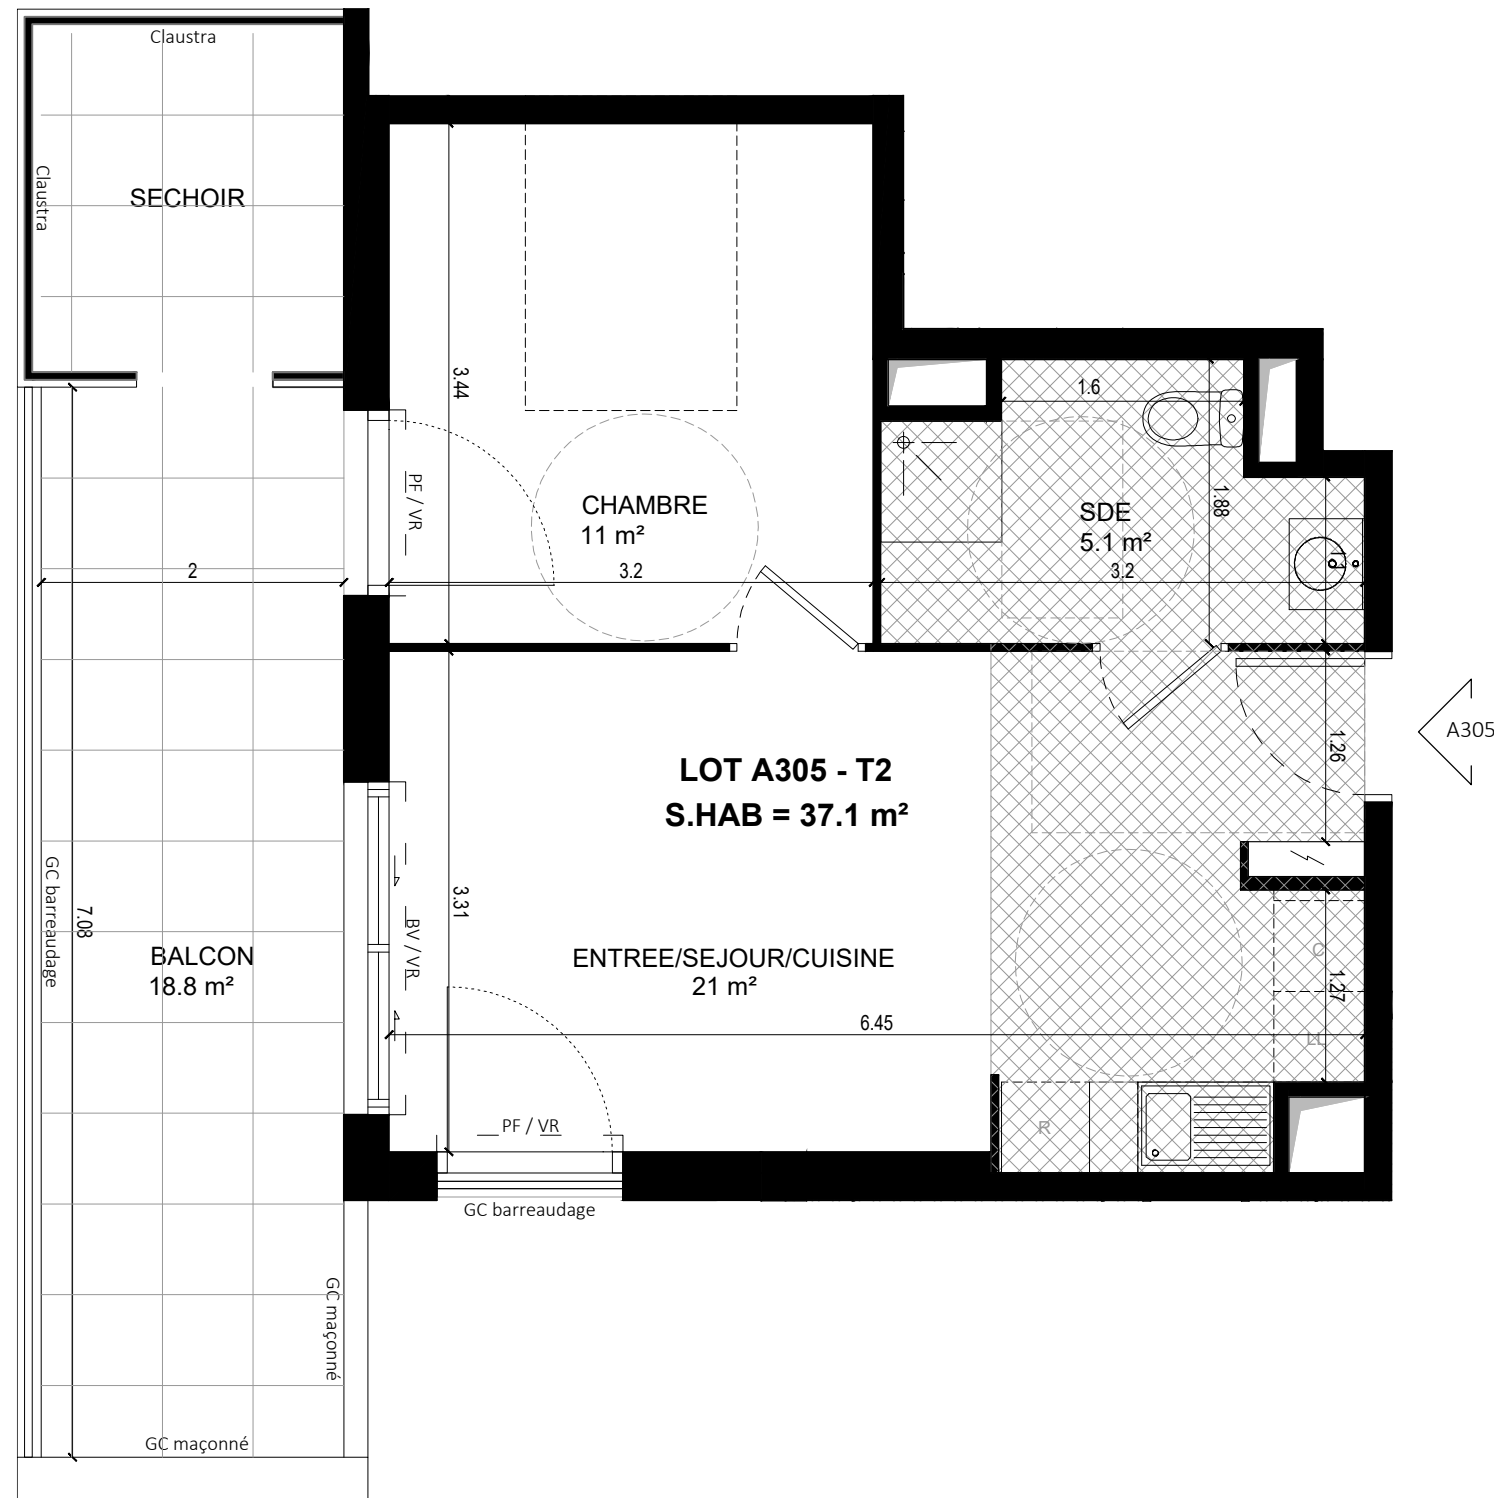 Claustra
Claustra
SECHOIR
3.44
1.6
PF / VR
CHAMBRE
11 m²
1.88
SDE
5.1 m²
2
3.2
3.2
1.26
A305
LOT A305 - T2
S.HAB = 37.1 m²
GC barreaudage
7.08
3.31
BV / VR
BALCON
18.8 m²
ENTREE/SEJOUR/CUISINE
21 m²
C
1.27
6.45
LL
PF / VR
R
GC barreaudage
GC maçonné
GC maçonné